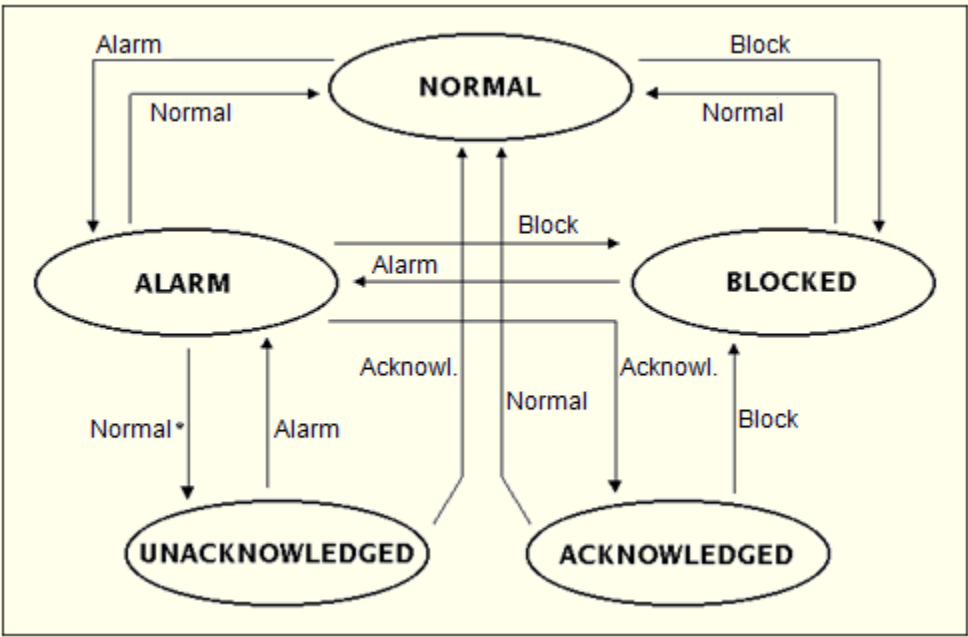 Alarm
Block
NORMAL
Normal
Normal
Block
Alarm
ALARM
BLOCKED
Acknowl.
Acknowl.
Normal
Normal*
Alarm
Block
UNACKNOWLEDGED
ACKNOWLEDGED